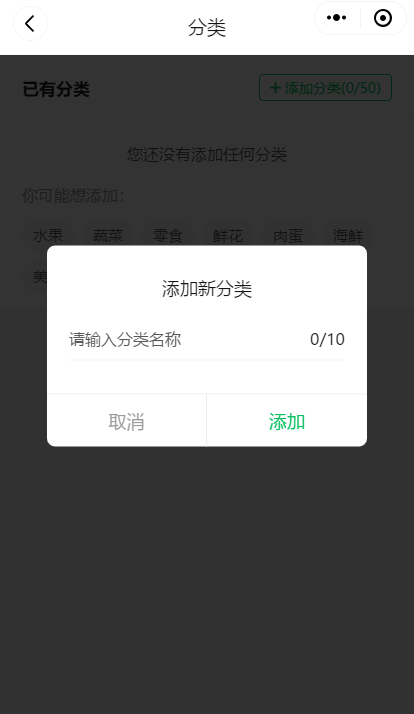 分类
已有分类
+ 添加分类(0/50)
您还没有添加任何分类
你可能想添加：
水果 蔬菜 零食 鲜花 肉蛋 海鲜
美
添加新分类
请输入分类名称 0/10
取消 添加